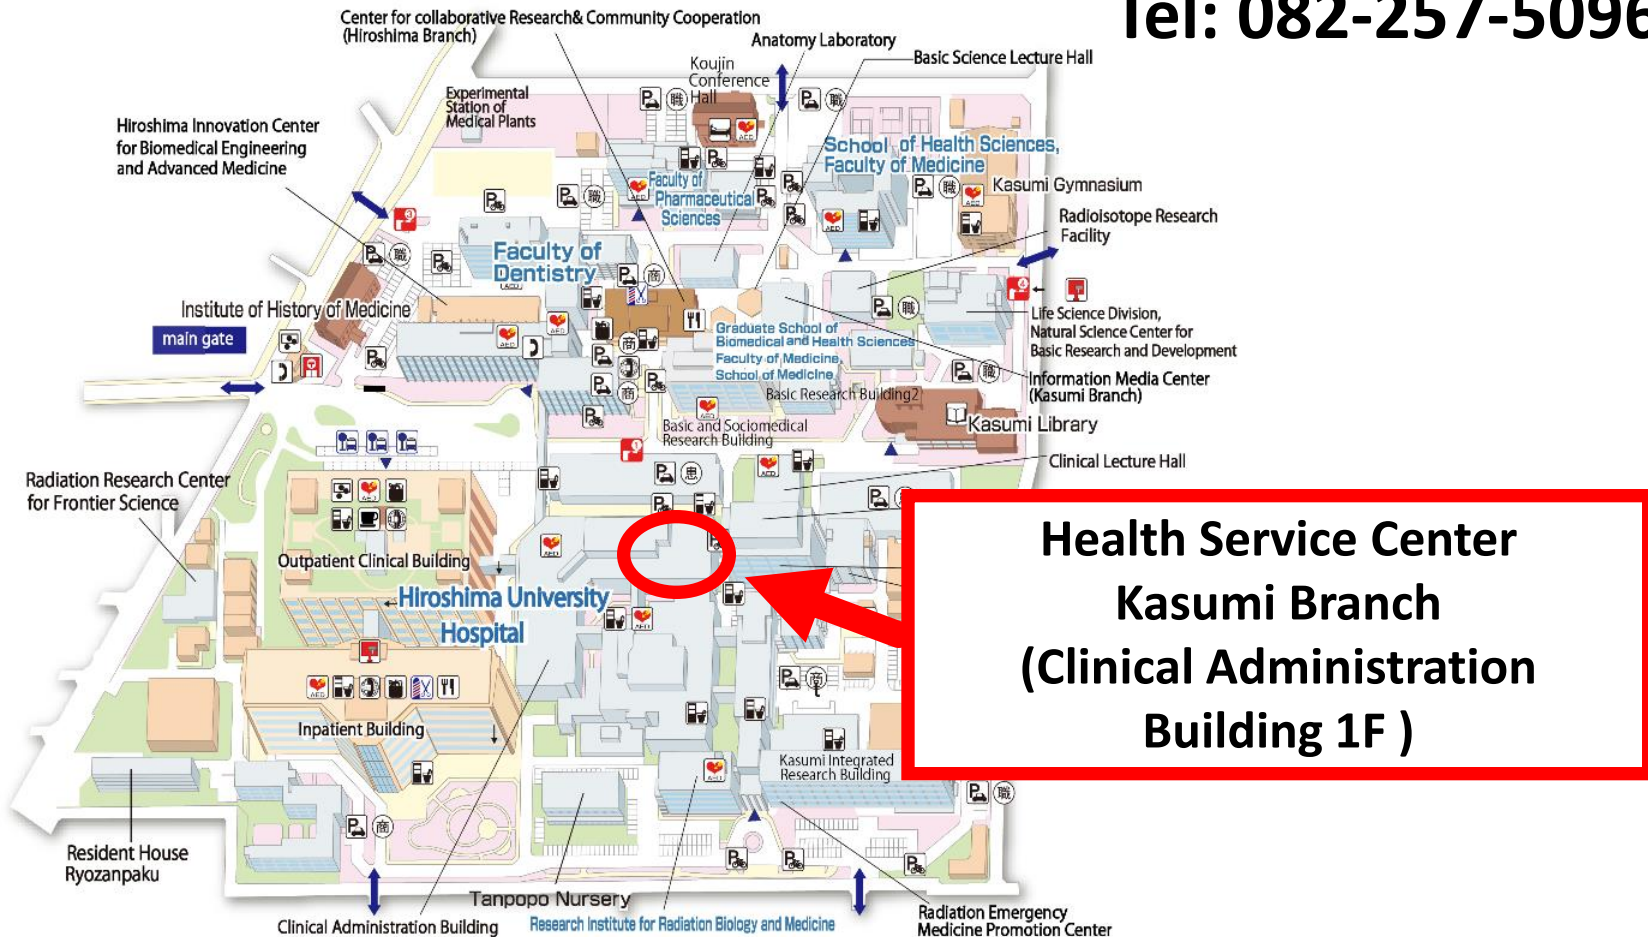 Tel: 082-257-5096
Center for collaborative Research& Community Cooperation
(Hiroshima Branch)
Anatomy Laboratory
Basic Science Lecture Hall
Koujin
Conference
Hall
Experimental
Station of
Medical Plants
Hiroshima Innovation Center
for Biomedical Engineering
and Advanced Medicine
School of Health Sciences,
Faculty of Medicine
Faculty of
Pharmaceutical
Sciences
Kasumi Gymnasium
Radioisotope Research
Facility
Faculty of
Dentistry
Institute of History of Medicine
main gate
Life Science Division,
Natural Science Center for
Basic Research and Development
Graduate School of
Biomedical and Health Sciences
Faculty of Medicine,
School of Medicine
Information Media Center
(Kasumi Branch)
Basic Research Building2
Basic and Sociomedical
Research Building
Kasumi Library
Clinical Lecture Hall
Radiation Research Center
for Frontier Science
Outpatient Clinical Building
Hiroshima University
Hospital
Health Service Center
Kasumi Branch
(Clinical Administration
Building 1F )
Inpatient Building
Kasumi Integrated
Research Building
Resident House
Ryozanpaku
Tanpopo Nursery
Clinical Administration Building
Research Institute for Radiation Biology and Medicine
Radiation Emergency
Medicine Promotion Center